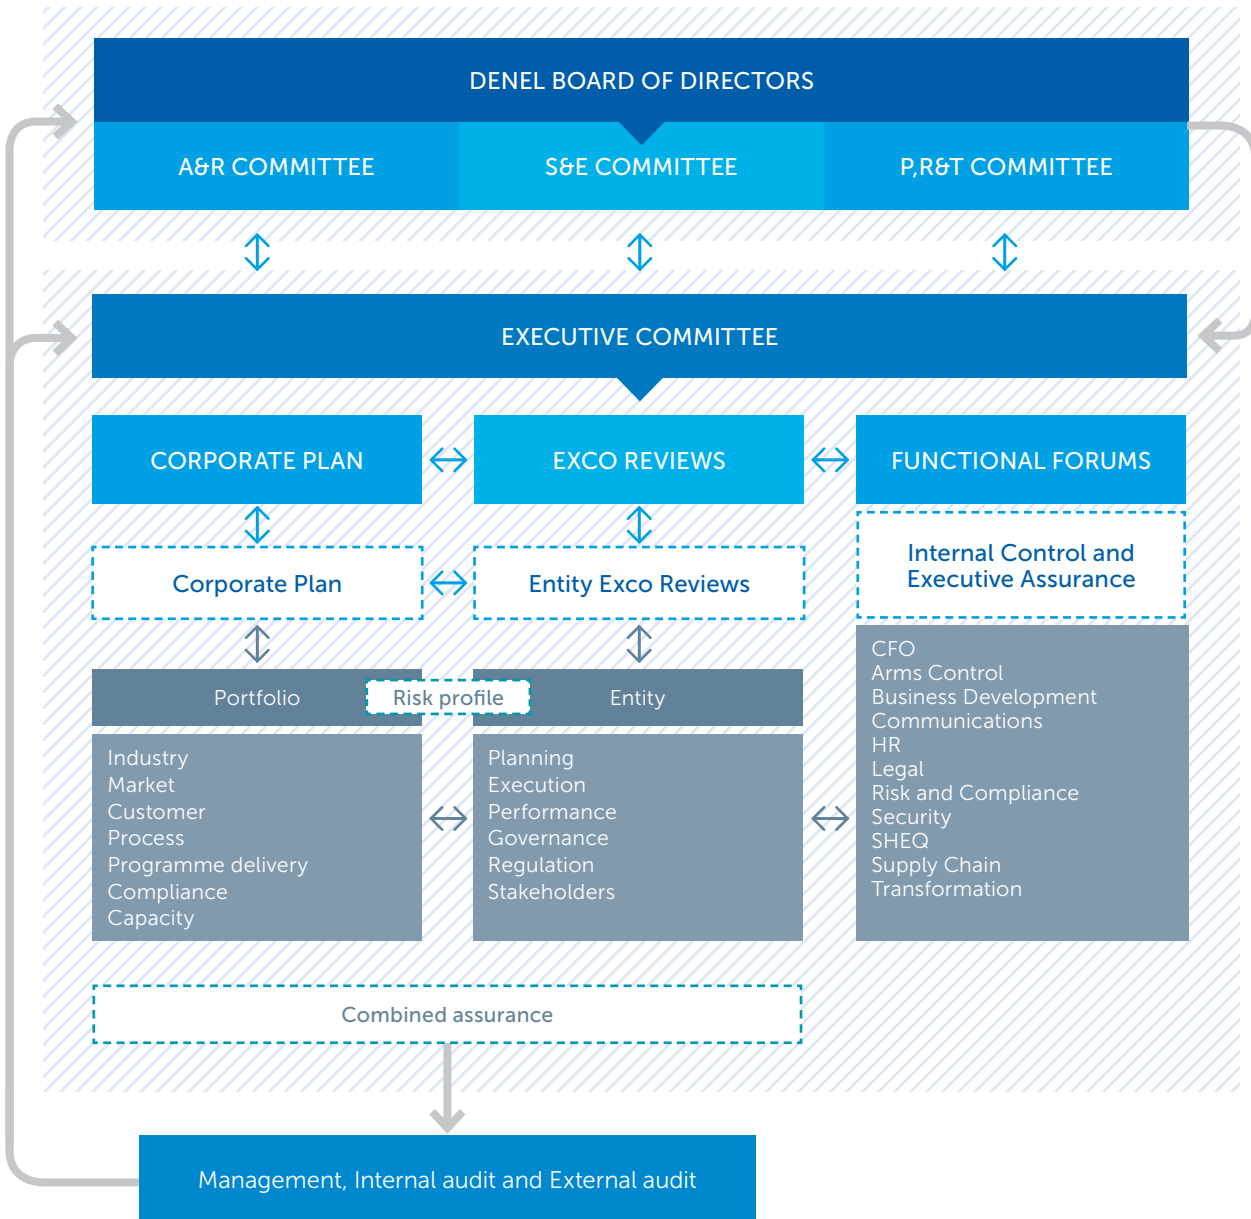 DENEL BOARD OF DIRECTORS
A&R COMMITTEE
S&E COMMITTEE
P,R&T COMMITTEE
EXECUTIVE COMMITTEE
CORPORATE PLAN
EXCO REVIEWS
FUNCTIONAL FORUMS
Corporate Plan
Entity Exco Reviews
Internal Control and
Executive Assurance
Portfolio
Risk profile
Entity
Industry
Market
Customer
Process
Programme delivery
Compliance
Capacity
Planning
Execution
Performance
Governance
Regulation
Stakeholders
CFO
Arms Control
Business Development
Communications
HR
Legal
Risk and Compliance
Security
SHEQ
Supply Chain
Transformation
Combined assurance
Management, Internal audit and External audit